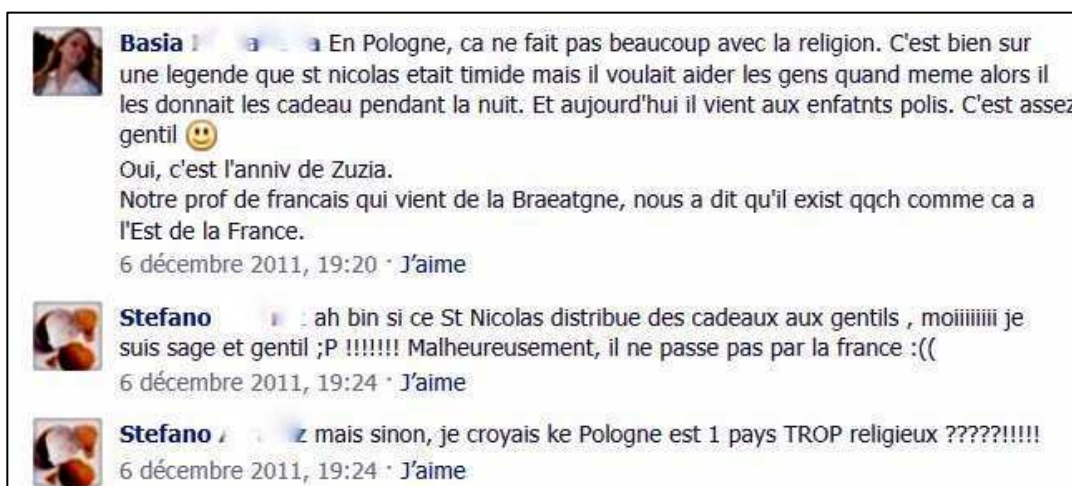 Basia En Pologne, ca ne fait pas beaucoup avec la religion. C'est bien sur
une legende que st nicolas etait timide mais il voulait aider les gens quand meme alors il
les donnait les cadeau pendant la nuit. Et aujourd'hui il vient aux enfatnts polis. C'est assez
gentil
Oui, c'est l'anniv de Zuzia.
Notre prof de francais qui vient de la Braeatgne, nous a dit qu'il exist qqch comme ca a
l'Est de la France.
6 décembre 2011, 19:20 · J'aime
Stefano ah bin si ce St Nicolas distribue des cadeaux aux gentils , moiiiiiiii je
suis sage et gentil ;P !!!!!!! Malheureusement, il ne passe pas par la france :((
6 décembre 2011, 19:24 · J'aime
Stefano mais sinon, je croyais ke Pologne est 1 pays TROP religieux ?????!!!!!
6 décembre 2011, 19:24 · J'aime